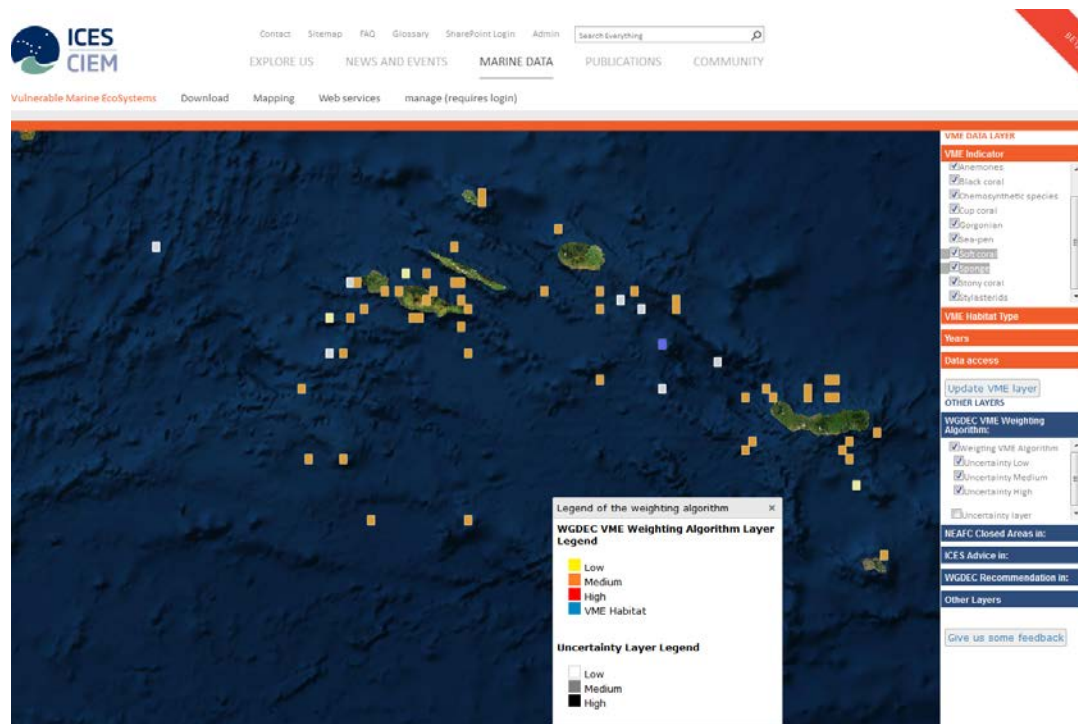 ICES
CIEM
Contact Sitemap FAQ Glossary SharePoint Login Admin Search Everything
EXPLORE US NEWS AND EVENTS MARINE DATA PUBLICATIONS COMMUNITY
BETA
Vulnerable Marine EcoSystems Download Mapping Web services manage (requires login)
VME DATA LAYER
VME Indicator
Anemones
Black coral
Chemosynthetic species
Cup coral
Gorgonian
Sea-pen
Soft coral
Sponge
Stony coral
Stylasterids
VME Habitat Type
Years
Data access
Update VME layer
OTHER LAYERS
WGDEC VME Weighting
Algorithm:
Weigting VME Algorithm
Uncertainty Low
Uncertainty Medium
Uncertainty High
Uncertainty layer
NEAFC Closed Areas in:
ICES Advice in:
WGDEC Recommendation in:
Other Layers
Give us some feedback
Legend of the weighting algorithm ×
WGDEC VME Weighting Algorithm Layer
Legend
Low
Medium
High
VME Habitat
Uncertainty Layer Legend
Low
Medium
High